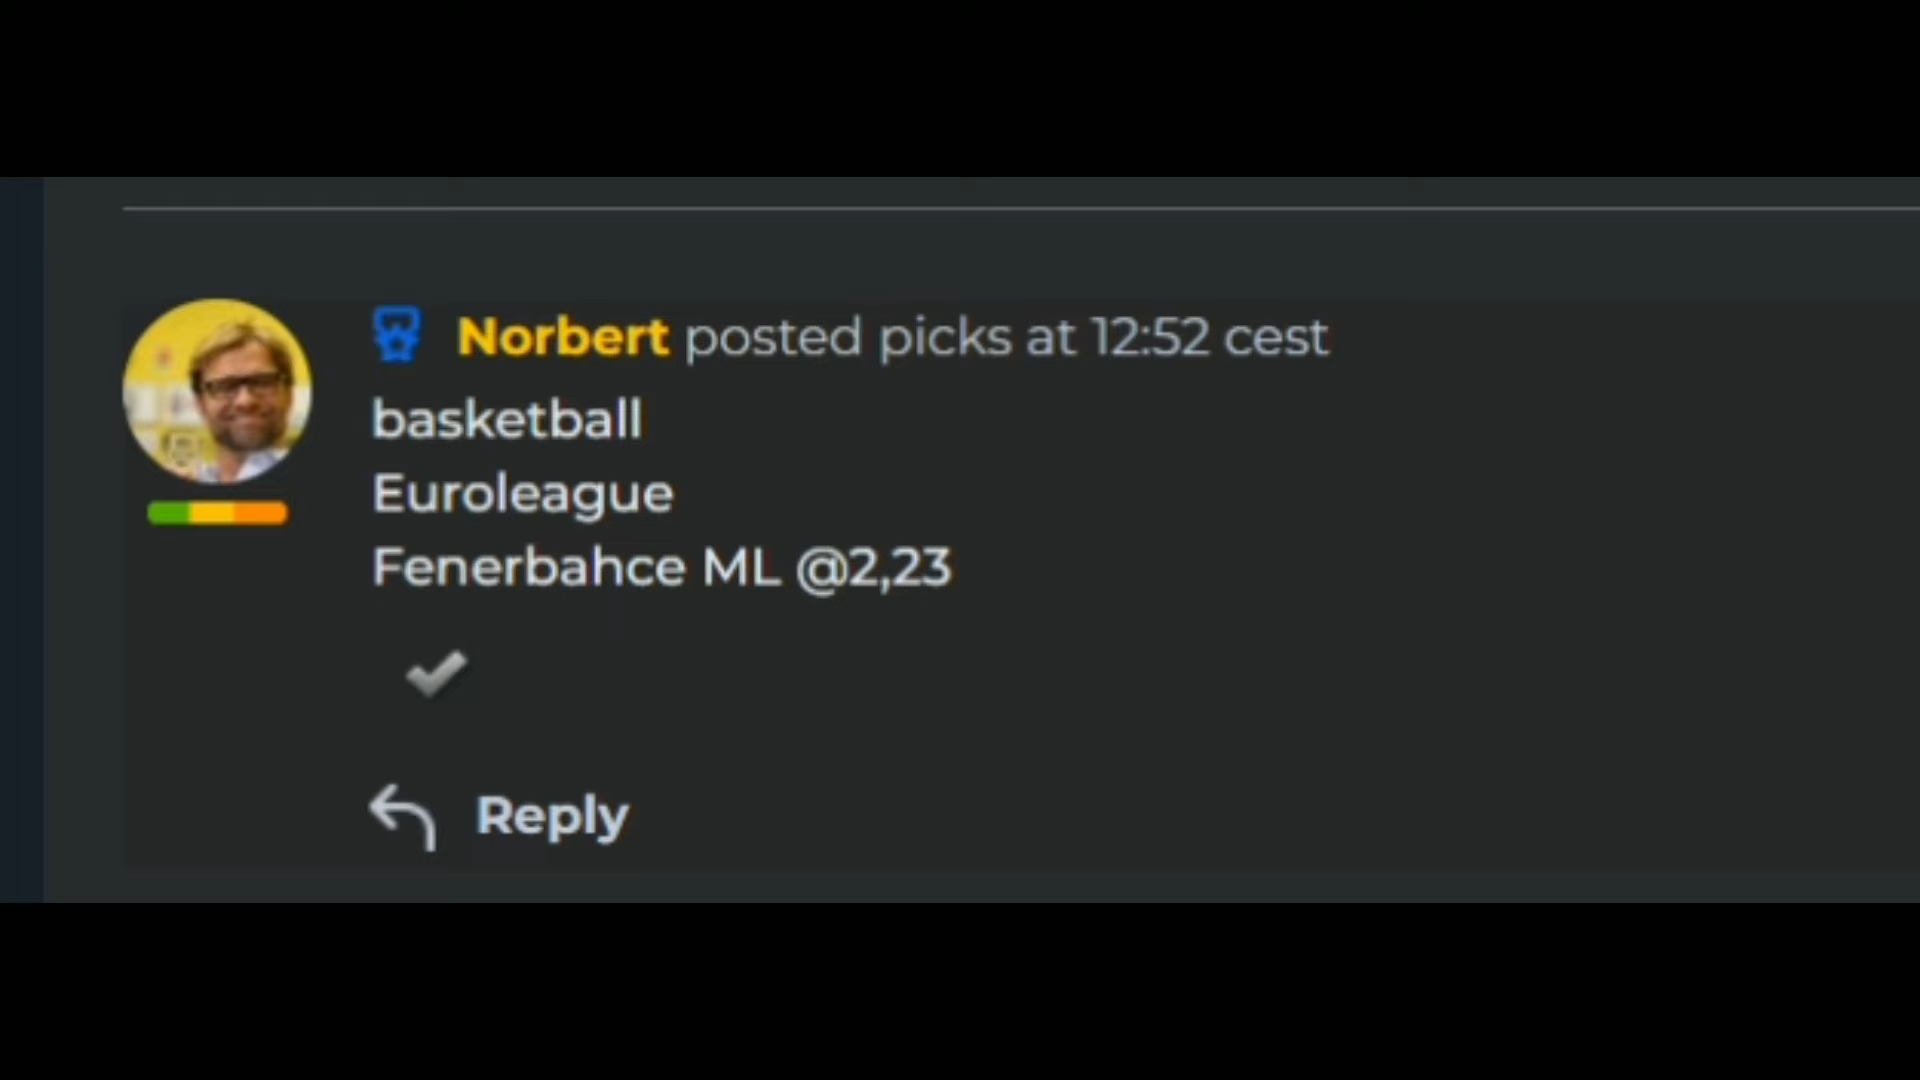 Norbert posted picks at 12:52 cest
basketball
Euroleague
Fenerbahce ML @2,23
Reply